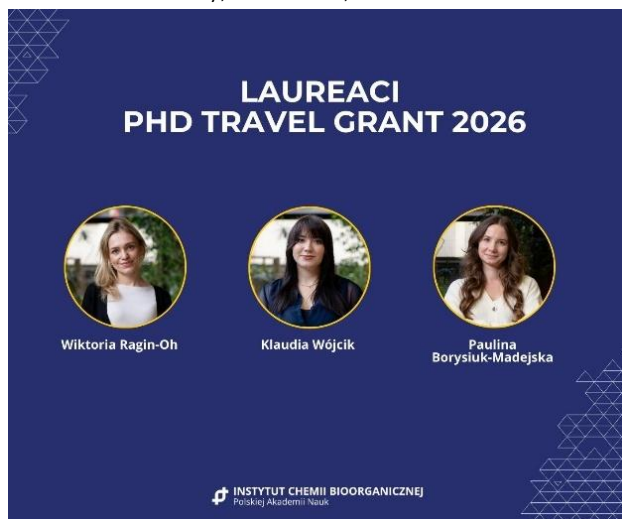 LAUREACI
PHD TRAVEL GRANT 2026
Wiktoria Ragin-Oh
Klaudia Wójcik
Paulina
Borysiuk-Madejska
INSTYTUT CHEMII BIOORGANICZNEJ
Polskiej Akademii Nauk